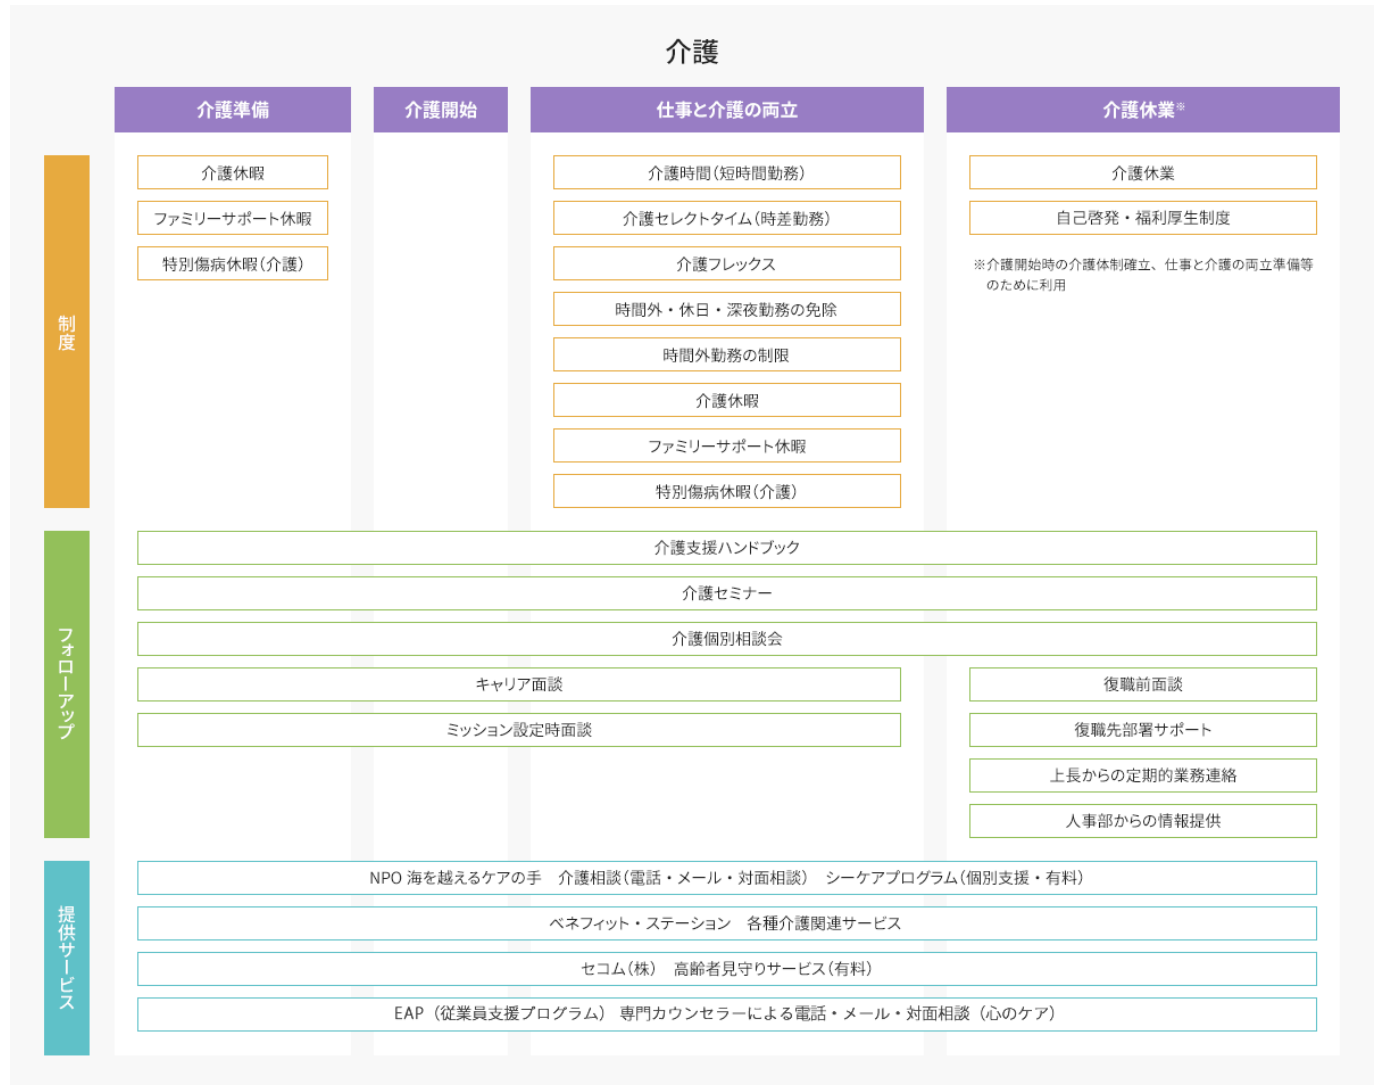 介護
介護準備
介護開始
仕事と介護の両立
介護休業※
制度
介護休暇
ファミリーサポート休暇
特別傷病休暇(介護)
介護時間(短時間勤務)
介護セレクトタイム(時差勤務)
介護フレックス
時間外・休日・深夜勤務の免除
時間外勤務の制限
介護休暇
ファミリーサポート休暇
特別傷病休暇(介護)
介護休業
自己啓発・福利厚生制度
※介護開始時の介護体制確立、仕事と介護の両立準備等
のために利用
フォローアップ
介護支援ハンドブック
介護セミナー
介護個別相談会
キャリア面談
ミッション設定時面談
復職前面談
復職先部署サポート
上長からの定期的業務連絡
人事部からの情報提供
提供サービス
NPO 海を越えるケアの手　介護相談(電話・メール・対面相談)　シーケアプログラム(個別支援・有料)
ベネフィット・ステーション　各種介護関連サービス
セコム(株)　高齢者見守りサービス(有料)
EAP（従業員支援プログラム）　専門カウンセラーによる電話・メール・対面相談（心のケア）